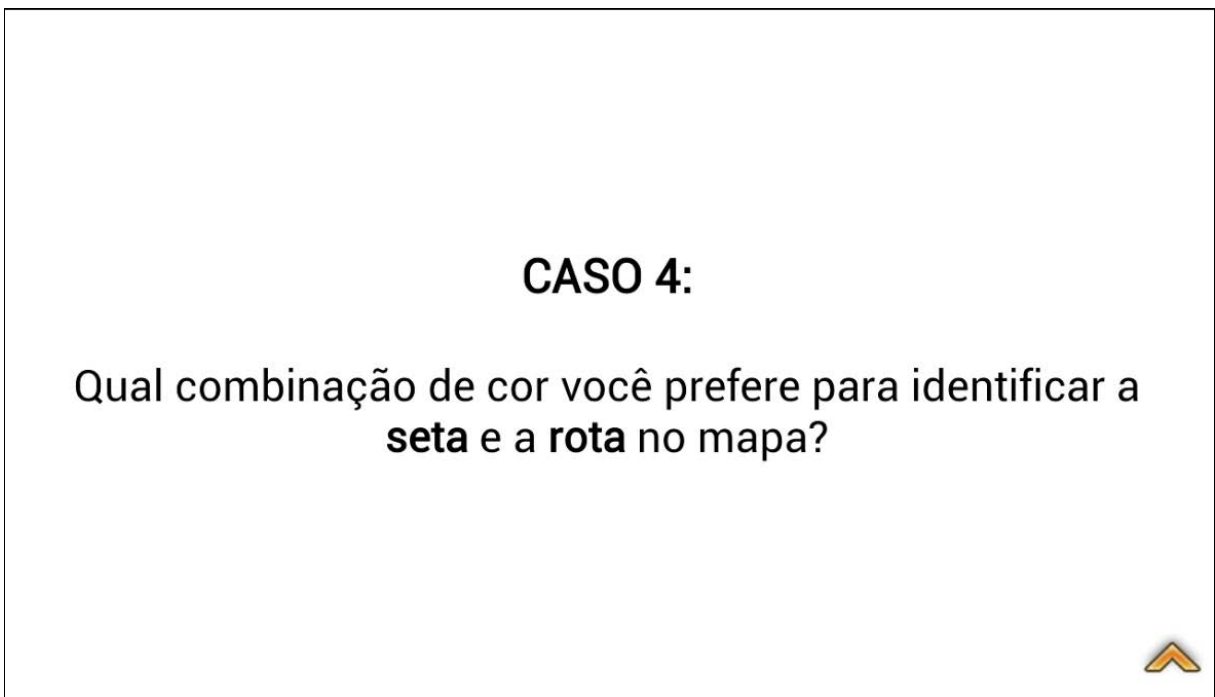 CASO 4:
Qual combinação de cor você prefere para identificar a
seta e a rota no mapa?